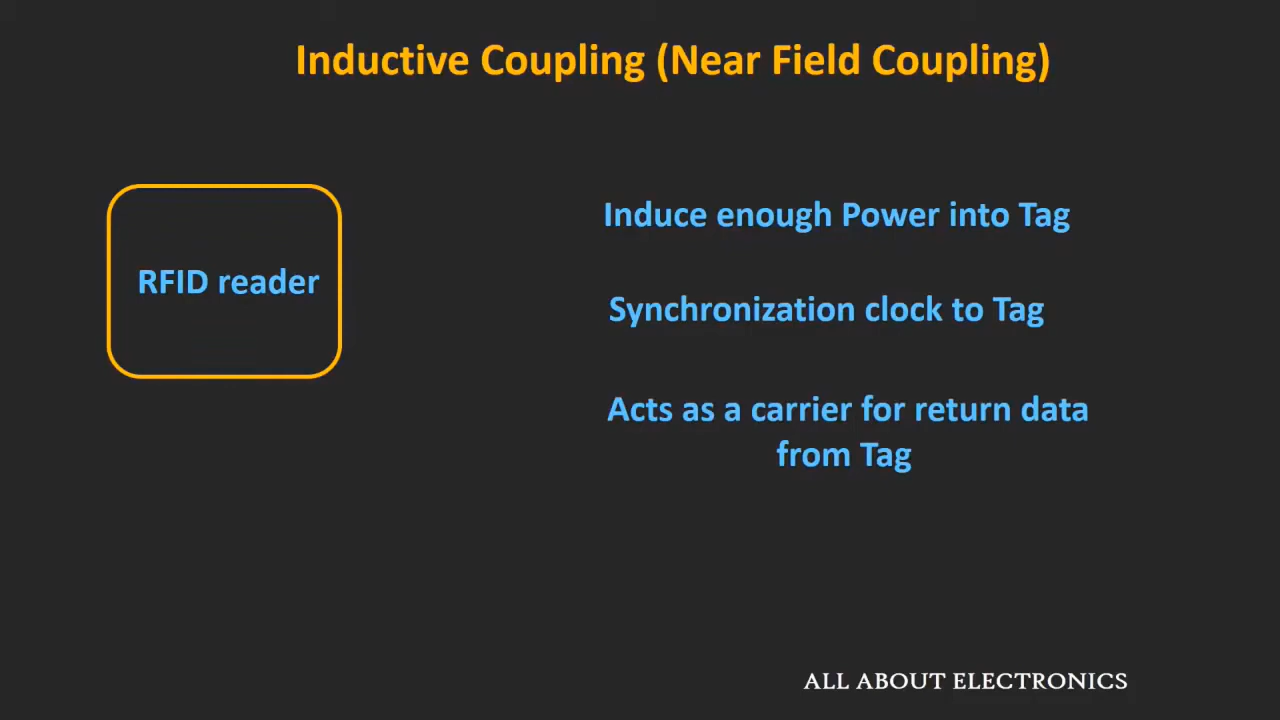 Inductive Coupling (Near Field Coupling)
RFID reader
Induce enough Power into Tag
Synchronization clock to Tag
Acts as a carrier for return data
from Tag
ALL ABOUT ELECTRONICS